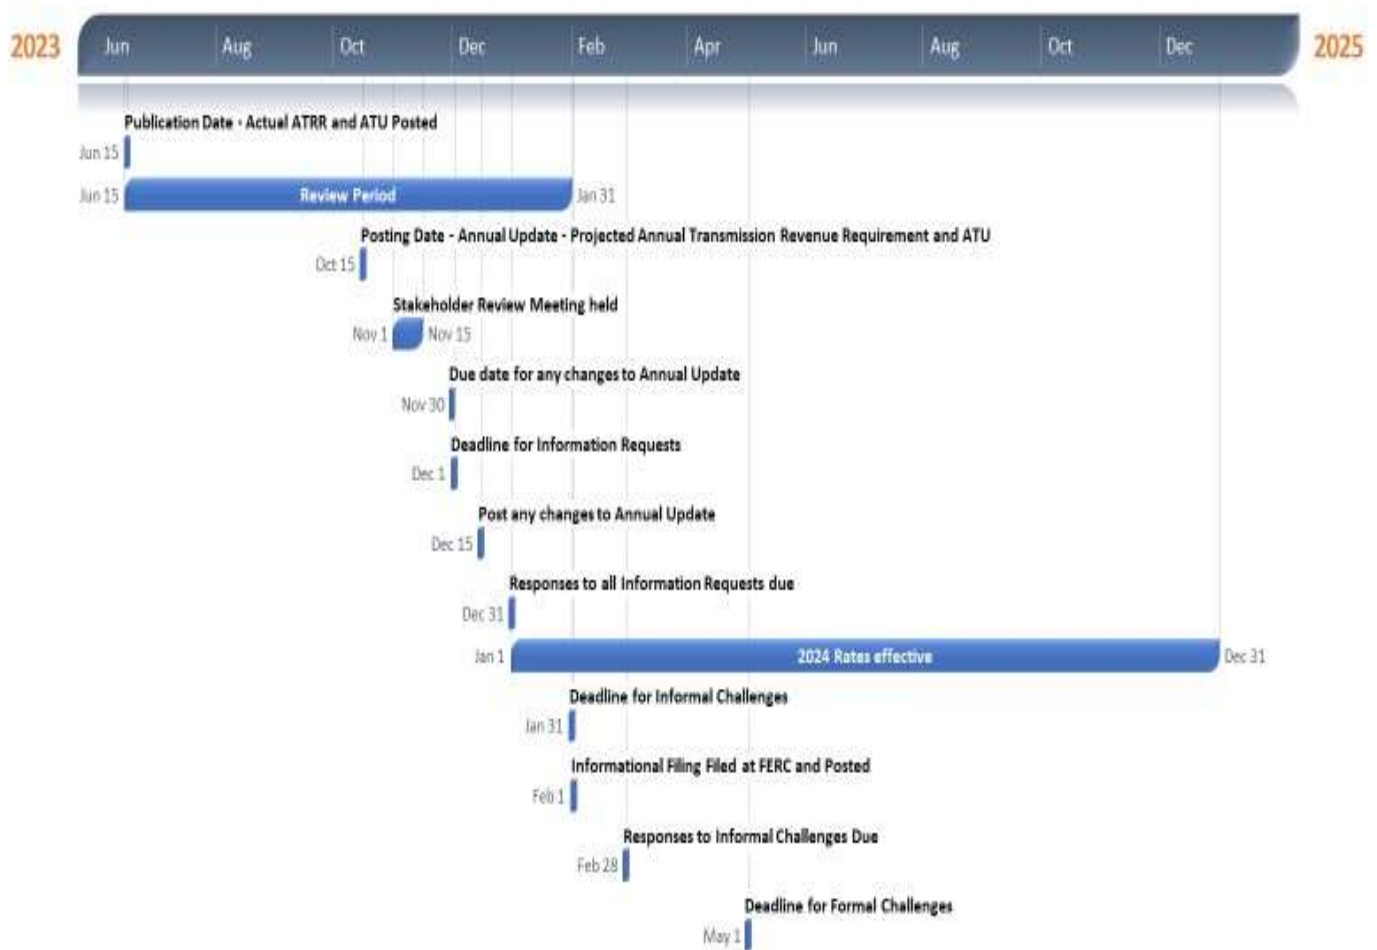 2023 Jun Aug Oct Dec Feb Apr Jun Aug Oct Dec 2025
Publication Date - Actual ATRR and ATU Posted
Jun 15
Jun 15 Review Period Jan 31
Posting Date - Annual Update - Projected Annual Transmission Revenue Requirement and ATU
Oct 15
Stakeholder Review Meeting held
Nov 1 Nov 15
Due date for any changes to Annual Update
Nov 30
Deadline for Information Requests
Dec 1
Post any changes to Annual Update
Dec 15
Responses to all Information Requests due
Dec 31
Jan 1 2024 Rates effective Dec 31
Deadline for Informal Challenges
Jan 31
Informational Filing Filed at FERC and Posted
Feb 1
Responses to Informal Challenges Due
Feb 28
Deadline for Formal Challenges
May 1